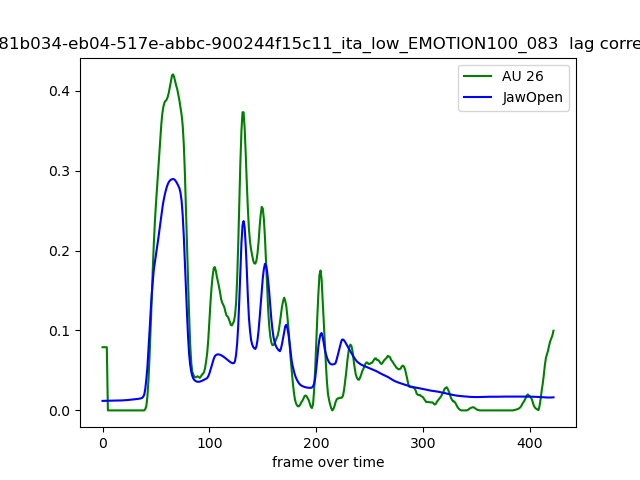 81b034-eb04-517e-abbc-900244f15c11_ita_low_EMOTION100_083 lag corre
AU 26
JawOpen
0.4
0.3
0.2
0.1
0.0
0 100 200 300 400
frame over time